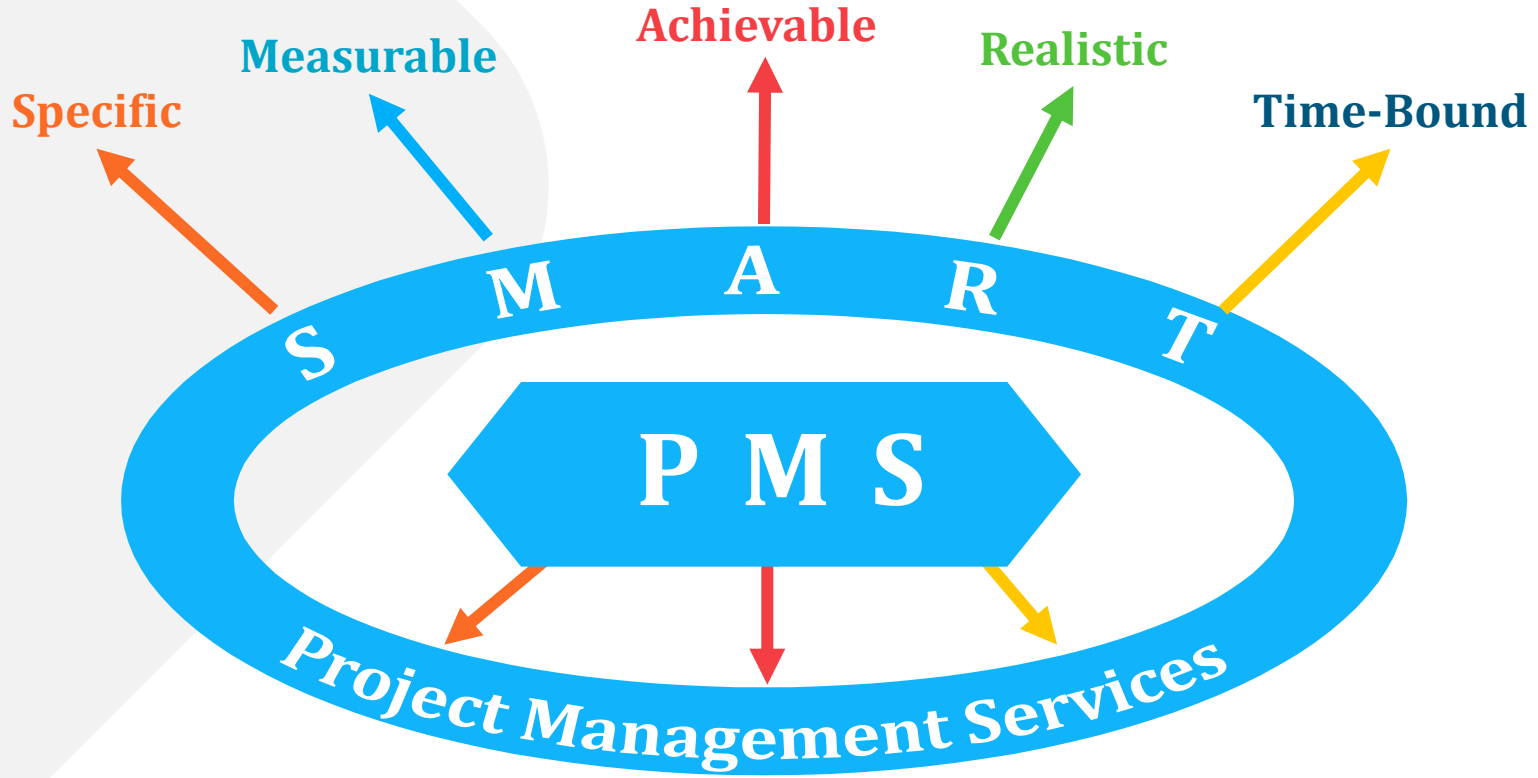 Achievable
Measurable
Realistic
Specific
Time-Bound
S M A R T
P M S
Project Management Services